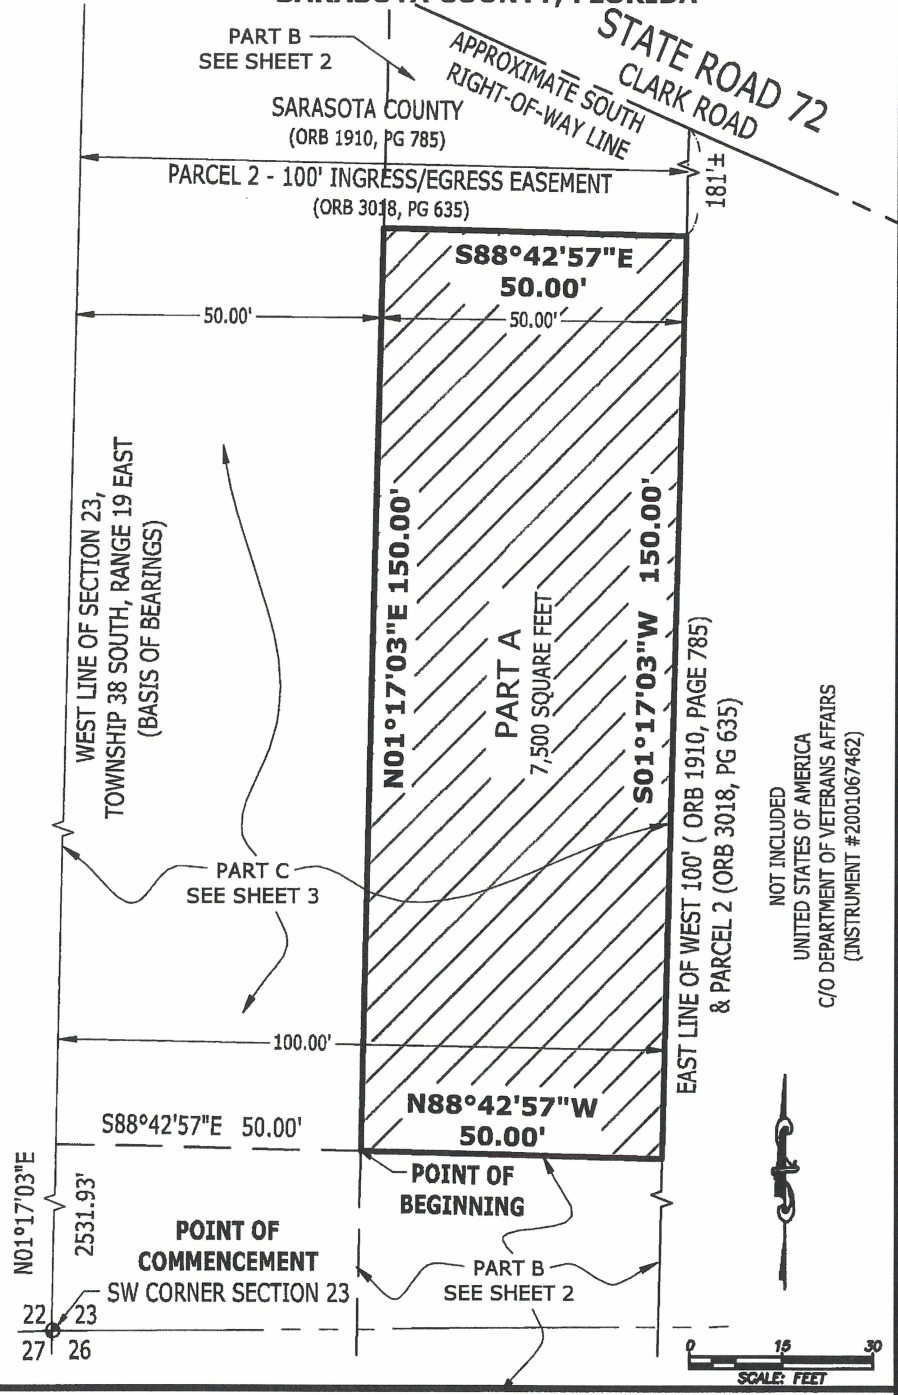 SARASOTA COUNTY, FLORIDA
PART B
SEE SHEET 2
STATE ROAD 72
CLARK ROAD
APPROXIMATE SOUTH
RIGHT-OF-WAY LINE
SARASOTA COUNTY
(ORB 1910, PG 785)
181'±
PARCEL 2 - 100' INGRESS/EGRESS EASEMENT
(ORB 3018, PG 635)
S88°42'57"E
50.00'
50.00'
50.00'
WEST LINE OF SECTION 23,
TOWNSHIP 38 SOUTH, RANGE 19 EAST
(BASIS OF BEARINGS)
N01°17'03"E 150.00'
PART A
7,500 SQUARE FEET
S01°17'03"W 150.00'
EAST LINE OF WEST 100' ( ORB 1910, PAGE 785)
& PARCEL 2 (ORB 3018, PG 635)
NOT INCLUDED
UNITED STATES OF AMERICA
C/O DEPARTMENT OF VETERANS AFFAIRS
(INSTRUMENT #2001067462)
PART C
SEE SHEET 3
100.00'
N88°42'57"W
50.00'
S88°42'57"E 50.00'
POINT OF
BEGINNING
N01°17'03"E
2531.93'
POINT OF
COMMENCEMENT
SW CORNER SECTION 23
PART B
SEE SHEET 2
22 23
27 26
0 15 30
SCALE: FEET